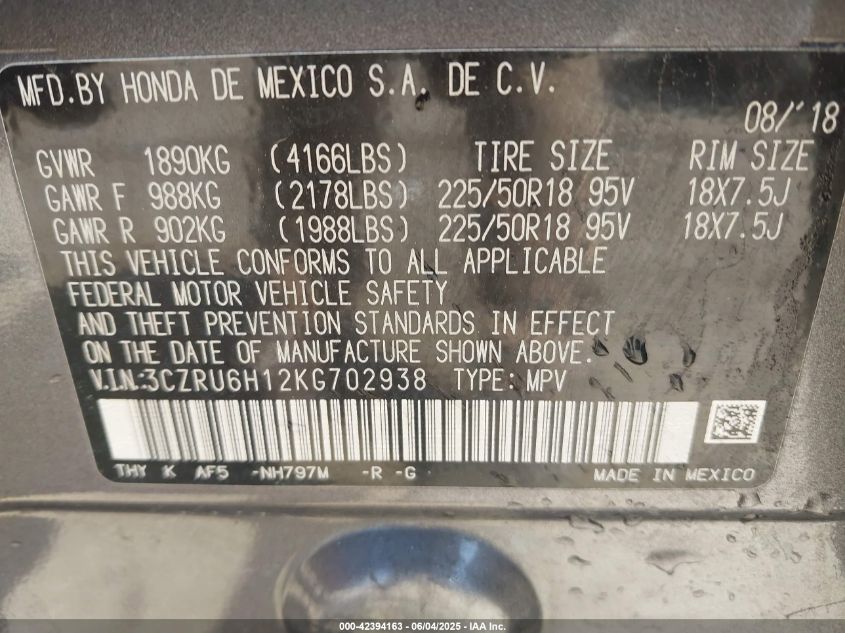 MFD.BY HONDA DE MEXICO S.A. DE C.V.
08/'18
GVWR 1890KG (4166LBS) TIRE SIZE RIM SIZE
GAWR F 988KG (2178LBS) 225/50R18 95V 18X7.5J
GAWR R 902KG (1988LBS) 225/50R18 95V 18X7.5J
THIS VEHICLE CONFORMS TO ALL APPLICABLE
FEDERAL MOTOR VEHICLE SAFETY
AND THEFT PREVENTION STANDARDS IN EFFECT
ON THE DATE OF MANUFACTURE SHOWN ABOVE.
V.I.N:3CZRU6H12KG702938 TYPE: MPV
THY K AF5 -NH797M -R -G MADE IN MEXICO
000-42394163 - 06/04/2025 - IAA Inc.